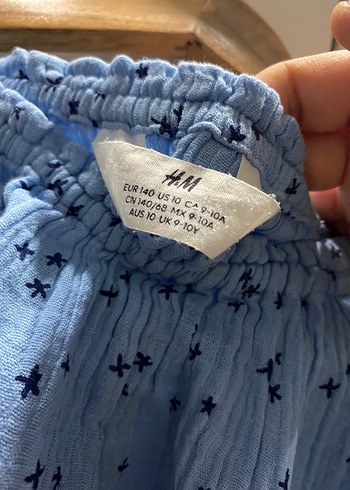 H&M
EUR 140 US 10 CA 9-10A
CN 140/68 MX 9-10A
AUS 10 UK 9-10Y